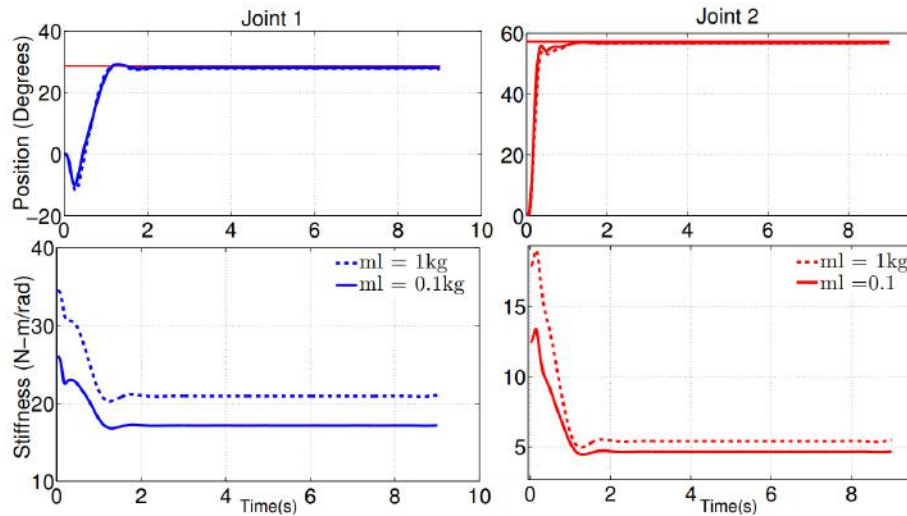 Joint 1
Joint 2
Position (Degrees)
40
20
0
−20
0 2 4 6 8 10
60
40
20
0
0 2 4 6 8
Stiffness (N−m/rad)
40
30
20
10
ml = 1kg
ml = 0.1kg
0 2 4 6 8 10
Time(s)
15
10
5
ml = 1kg
ml =0.1
0 2 4 6 8
Time(s)